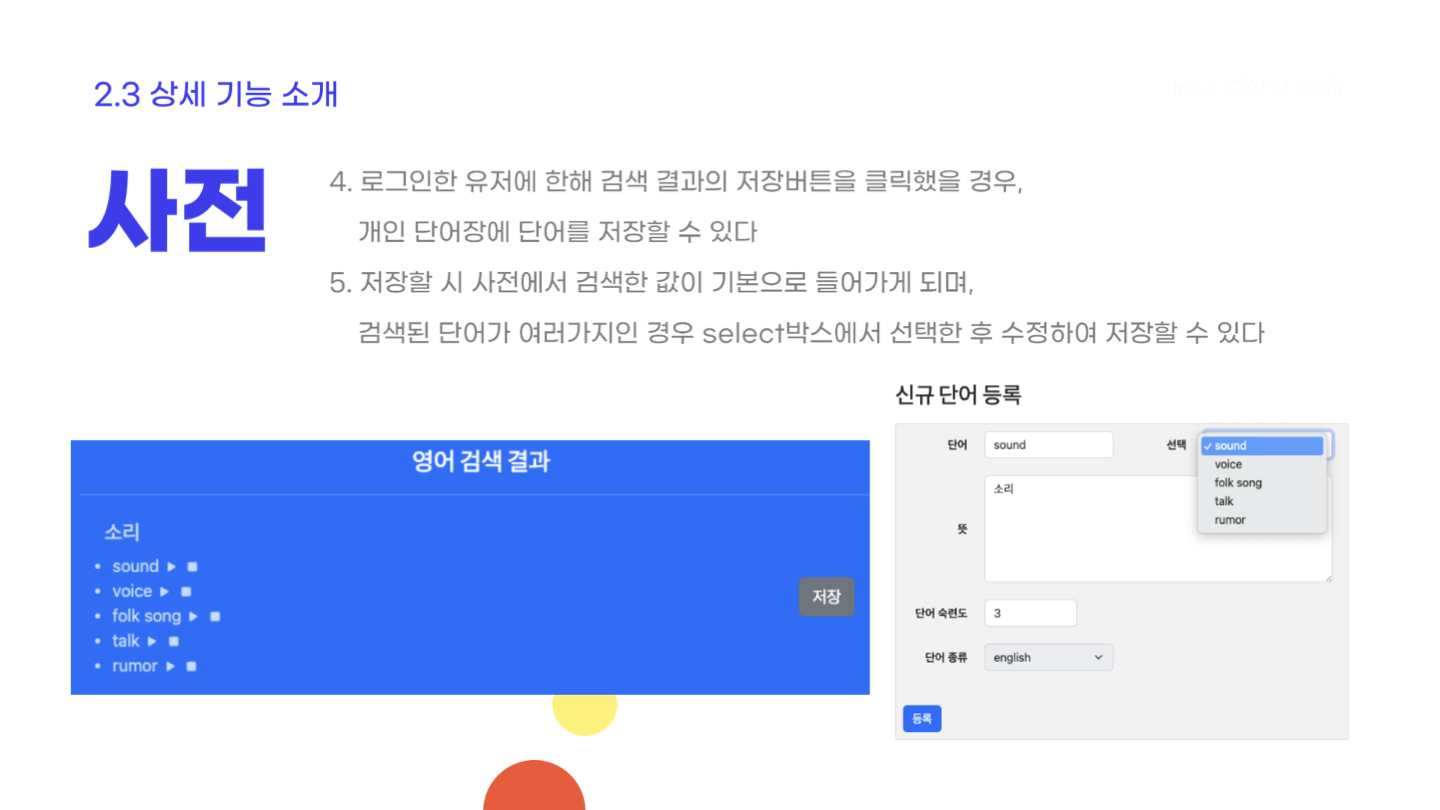 2.3 상세 기능 소개
사전
4. 로그인한 유저에 한해 검색 결과의 저장버튼을 클릭했을 경우,
개인 단어장에 단어를 저장할 수 있다
5. 저장할 시 사전에서 검색한 값이 기본으로 들어가게 되며,
검색된 단어가 여러가지인 경우 select박스에서 선택한 후 수정하여 저장할 수 있다
영어 검색 결과
소리
• sound ▶ ■
• voice ▶ ■
• folk song ▶ ■
• talk ▶ ■
• rumor ▶ ■
저장
신규 단어 등록
단어 sound 선택 ✓ sound
voice
folk song
talk
rumor
뜻 소리
단어 숙련도 3
단어 종류 english
등록